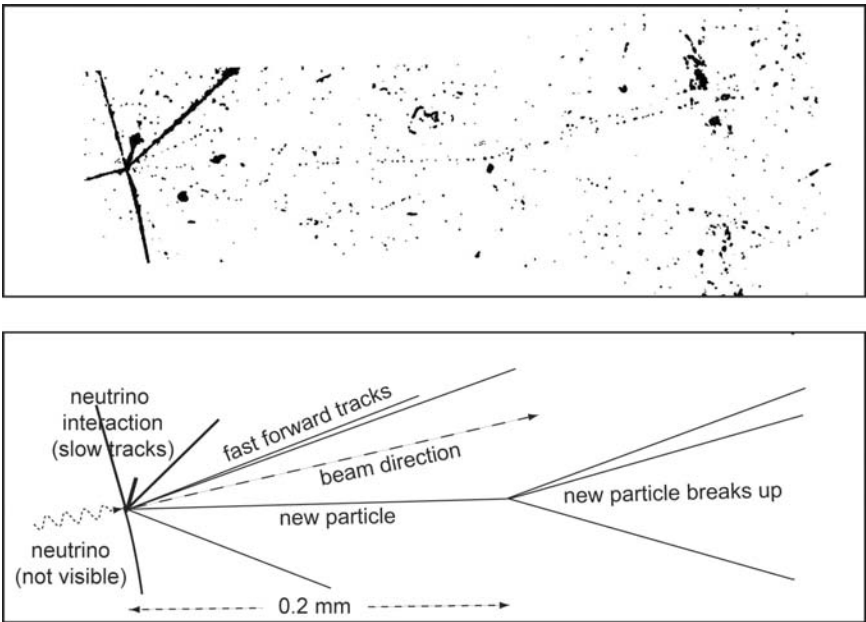 neutrino
interaction
(slow tracks)
fast forward tracks
beam direction
new particle
new particle breaks up
neutrino
(not visible)
0.2 mm